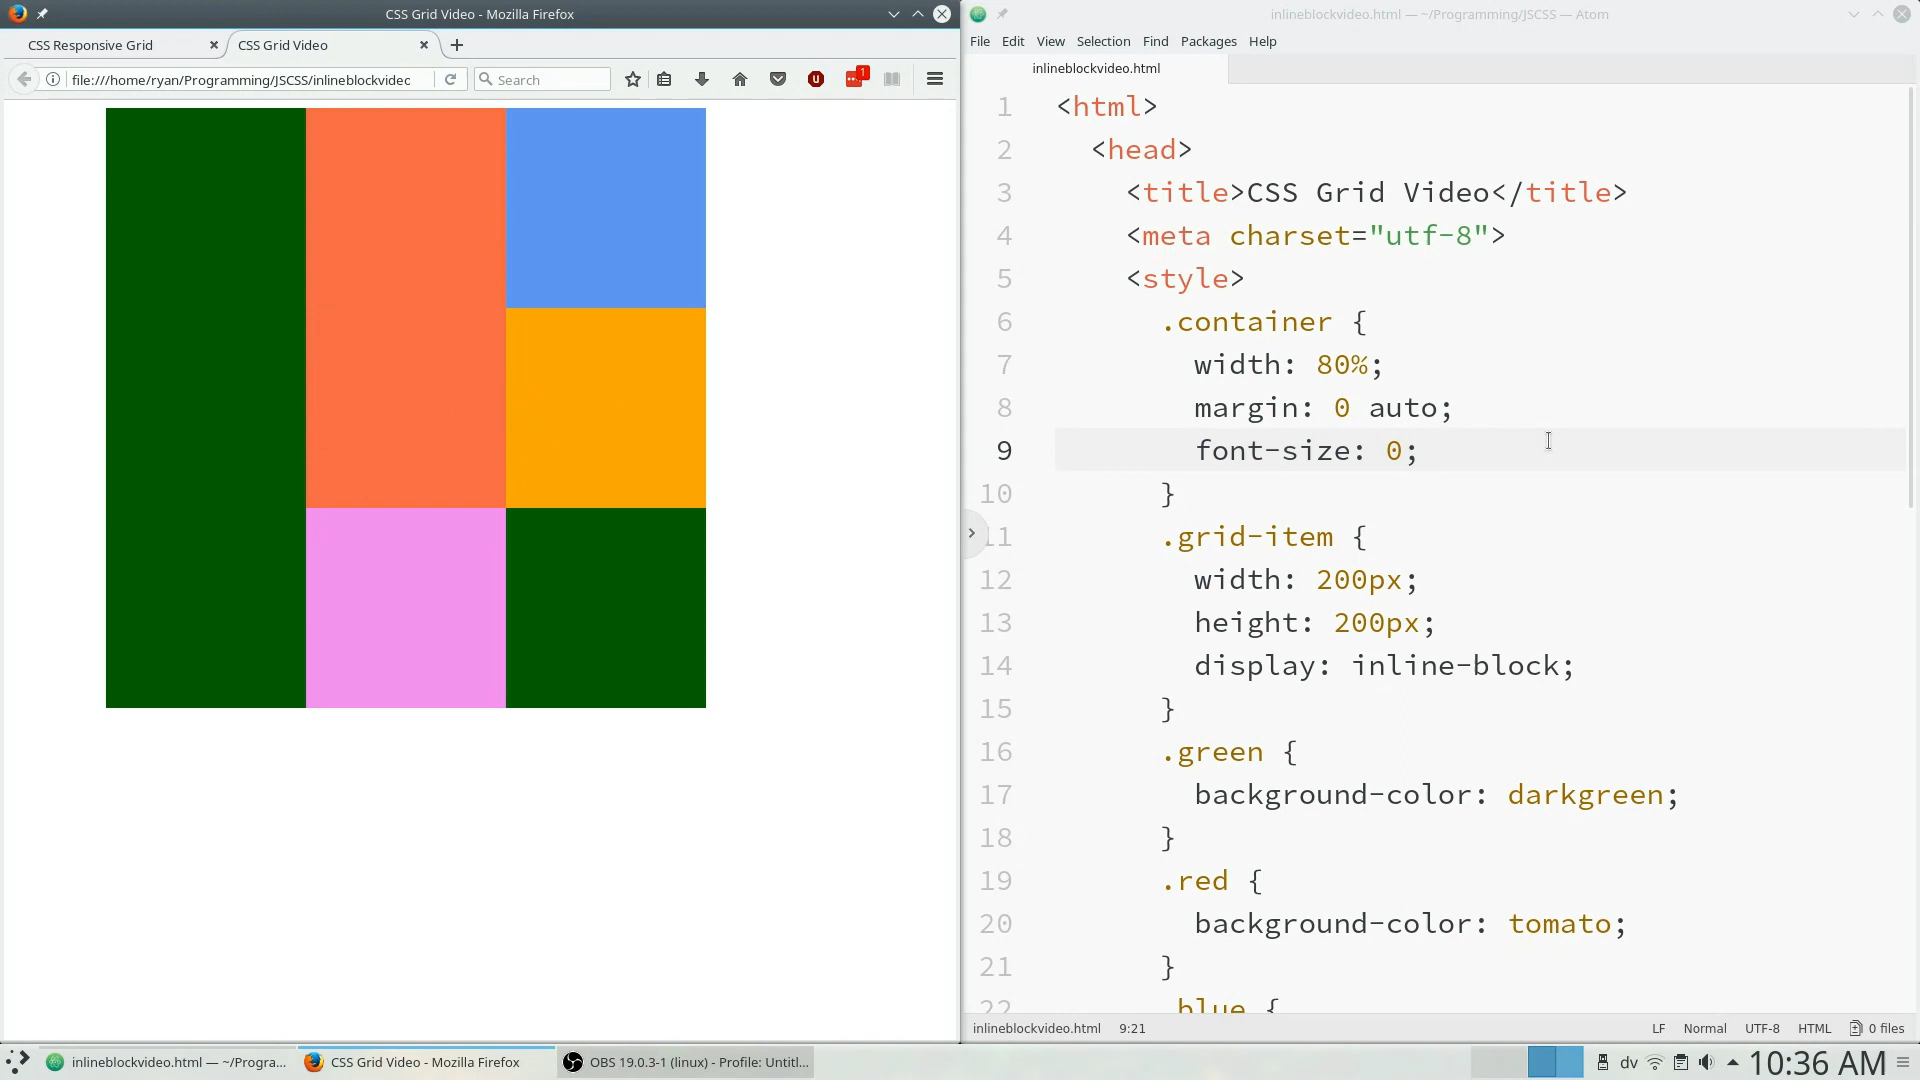 CSS Grid Video - Mozilla Firefox
CSS Responsive Grid
CSS Grid Video
file:///home/ryan/Programming/JSCSS/inlineblockvidec
Search
1
inlineblockvideo.html — ~/Programming/JSCSS — Atom
File Edit View Selection Find Packages Help
inlineblockvideo.html
1 <html>
2 <head>
3 <title>CSS Grid Video</title>
4 <meta charset="utf-8">
5 <style>
6 .container {
7 width: 80%;
8 margin: 0 auto;
9 font-size: 0;
10 }
11 .grid-item {
12 width: 200px;
13 height: 200px;
14 display: inline-block;
15 }
16 .green {
17 background-color: darkgreen;
18 }
19 .red {
20 background-color: tomato;
21 }
22 .blue {
inlineblockvideo.html 9:21
LF Normal UTF-8 HTML 0 files
inlineblockvideo.html — ~/Progra...
CSS Grid Video - Mozilla Firefox
OBS 19.0.3-1 (linux) - Profile: Untitl...
dv
10:36 AM